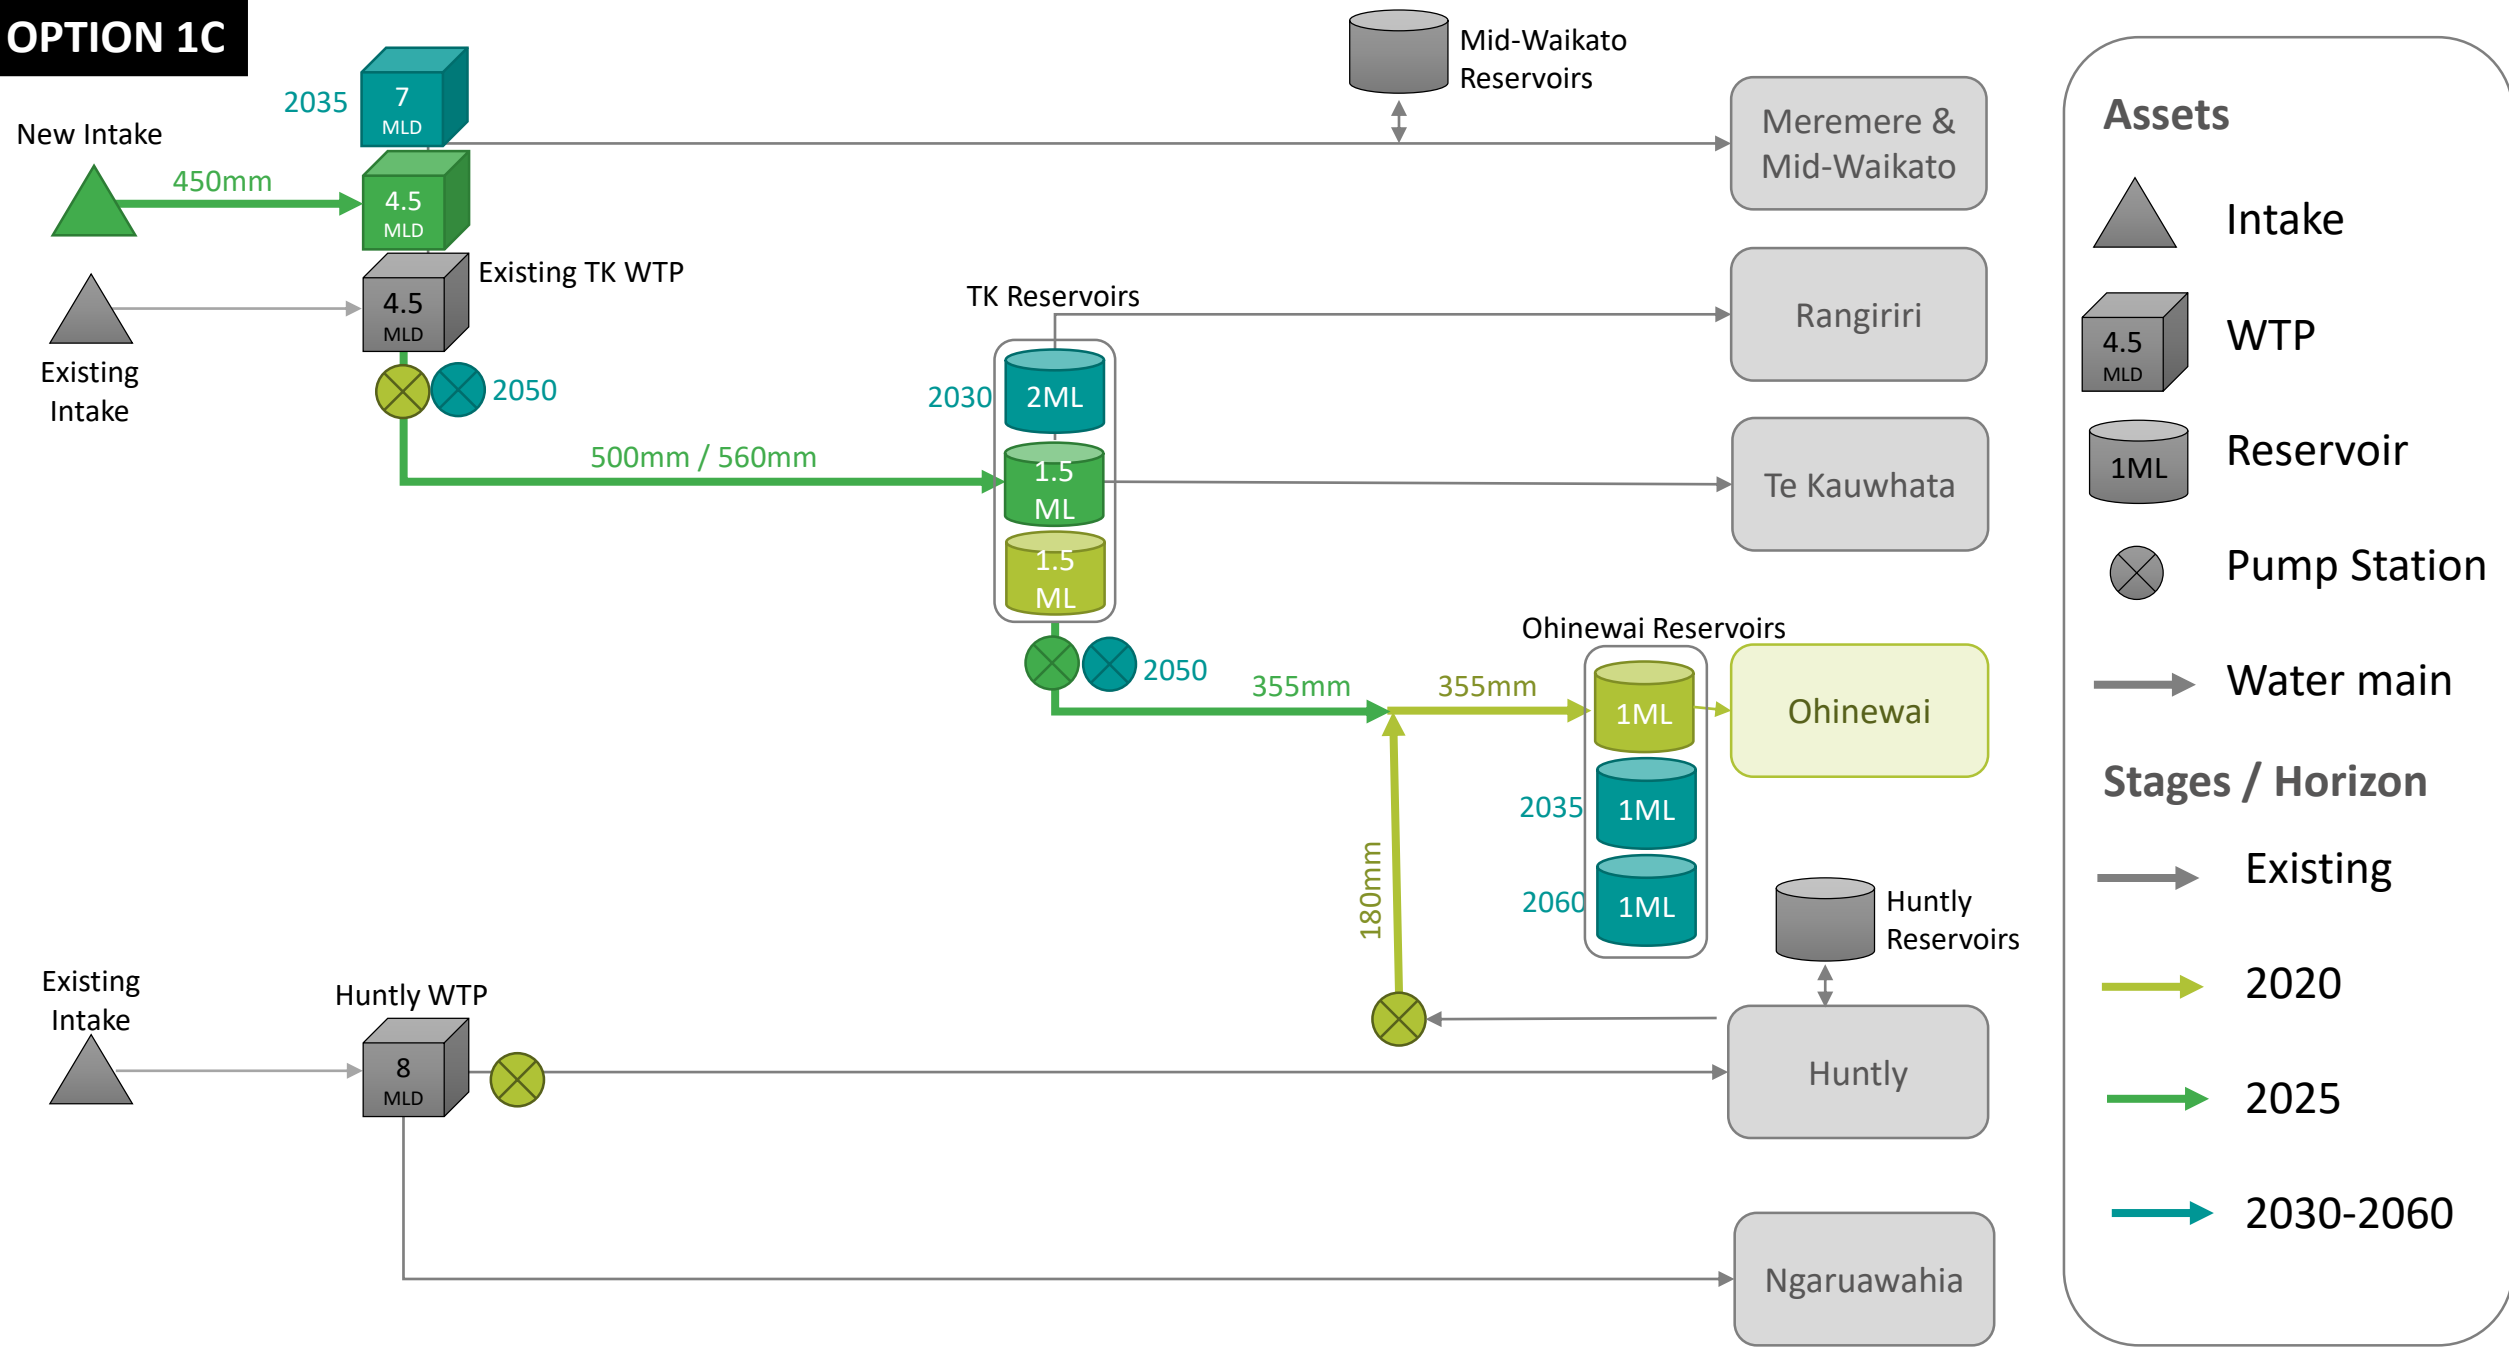 OPTION 1C
Mid-Waikato
Reservoirs
2035
7
MLD
New Intake
450mm
4.5
MLD
Meremere &
Mid-Waikato
Existing TK WTP
4.5
MLD
Existing
Intake
2050
TK Reservoirs
Rangiriri
2030
2ML
500mm / 560mm
1.5
ML
Te Kauwhata
1.5
ML
2050
355mm
355mm
Ohinewai Reservoirs
1ML
Ohinewai
2035
1ML
2060
1ML
180mm
Huntly
Reservoirs
Existing
Intake
Huntly WTP
8
MLD
Huntly
Ngaruawahia
Assets
Intake
4.5
MLD
WTP
1ML
Reservoir
Pump Station
Water main
Stages / Horizon
Existing
2020
2025
2030-2060